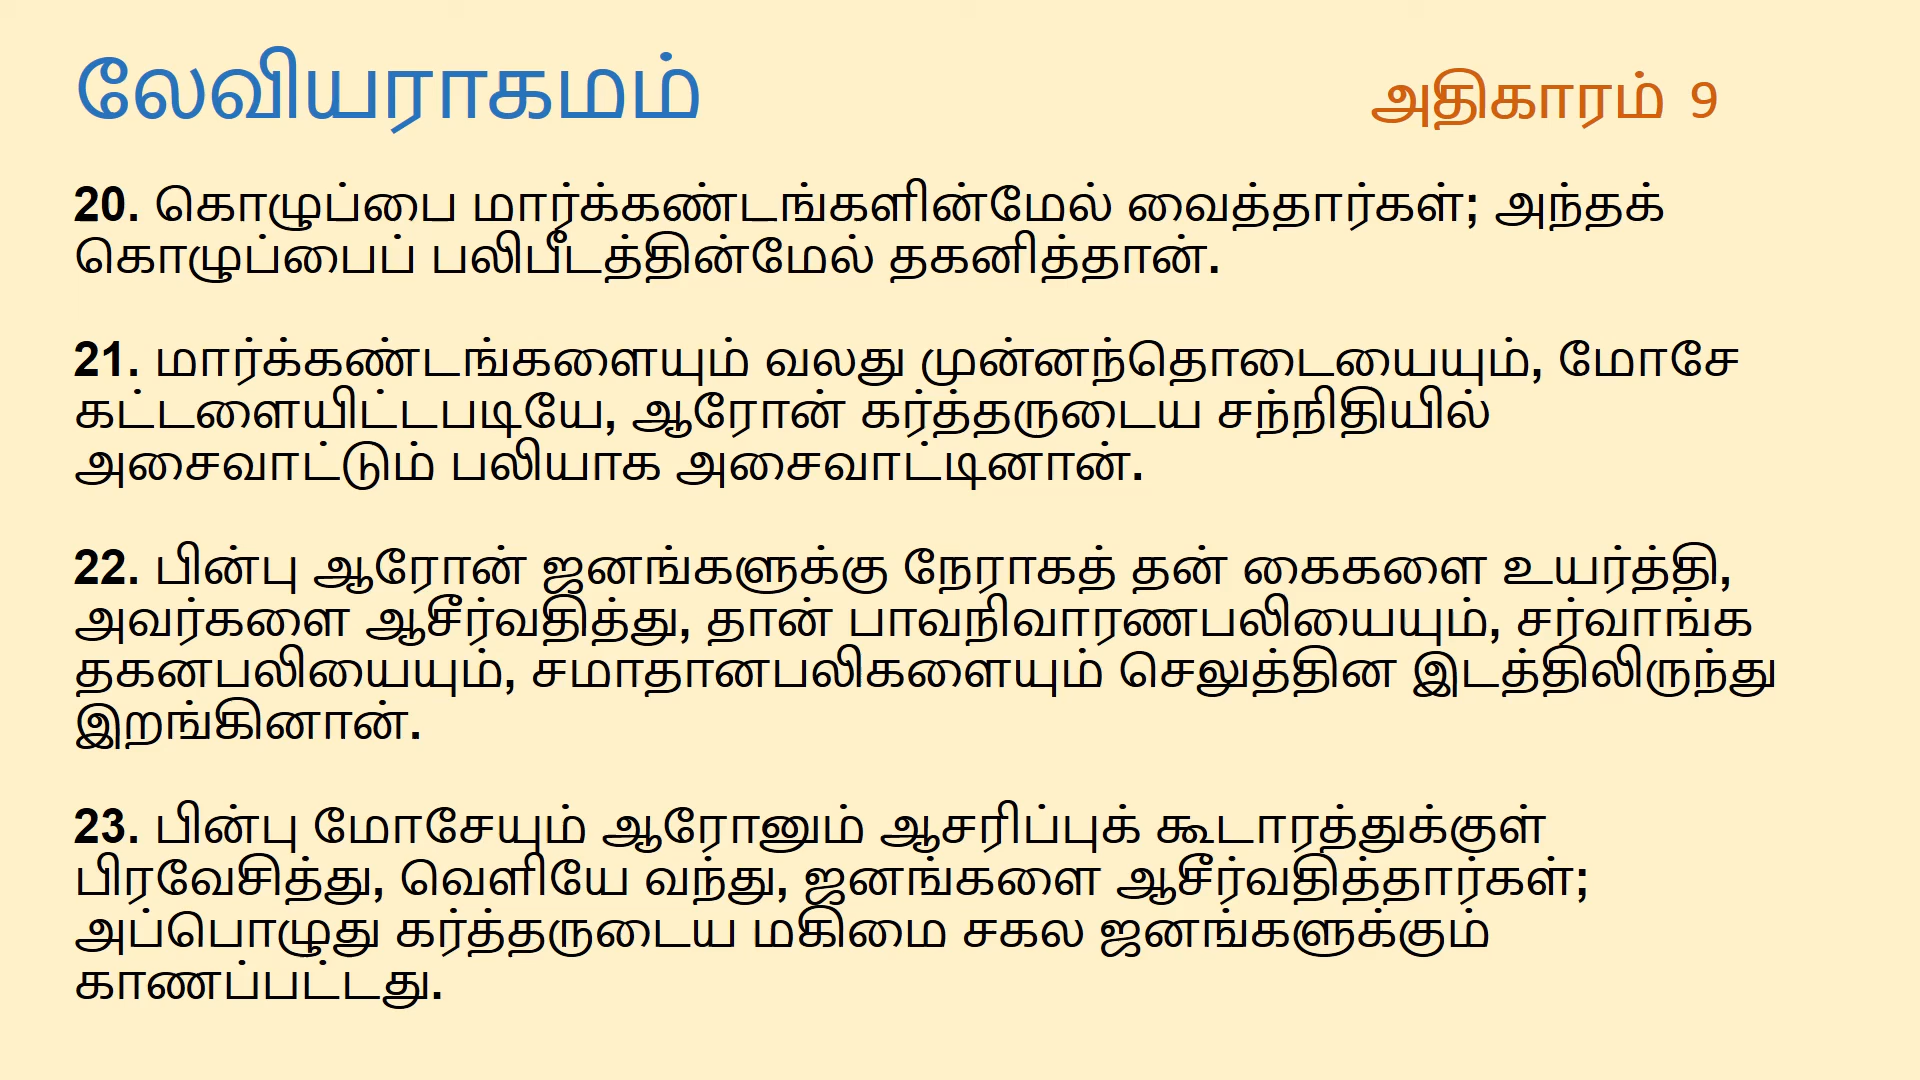 லேவியராகமம்
அதிகாரம் 9
20. கொழுப்பை மார்க்கண்டங்களின்மேல் வைத்தார்கள்; அந்தக்
கொழுப்பைப் பலிபீடத்தின்மேல் தகனித்தான்.
21. மார்க்கண்டங்களையும் வலது முன்னந்தொடையையும், மோசே
கட்டளையிட்டபடியே, ஆரோன் கர்த்தருடைய சந்நிதியில்
அசைவாட்டும் பலியாக அசைவாட்டினான்.
22. பின்பு ஆரோன் ஜனங்களுக்கு நேராகத் தன் கைகளை உயர்த்தி,
அவர்களை ஆசீர்வதித்து, தான் பாவநிவாரணபலியையும், சர்வாங்க
தகனபலியையும், சமாதானபலிகளையும் செலுத்தின இடத்திலிருந்து
இறங்கினான்.
23. பின்பு மோசேயும் ஆரோனும் ஆசரிப்புக் கூடாரத்துக்குள்
பிரவேசித்து, வெளியே வந்து, ஜனங்களை ஆசீர்வதித்தார்கள்;
அப்பொழுது கர்த்தருடைய மகிமை சகல ஜனங்களுக்கும்
காணப்பட்டது.